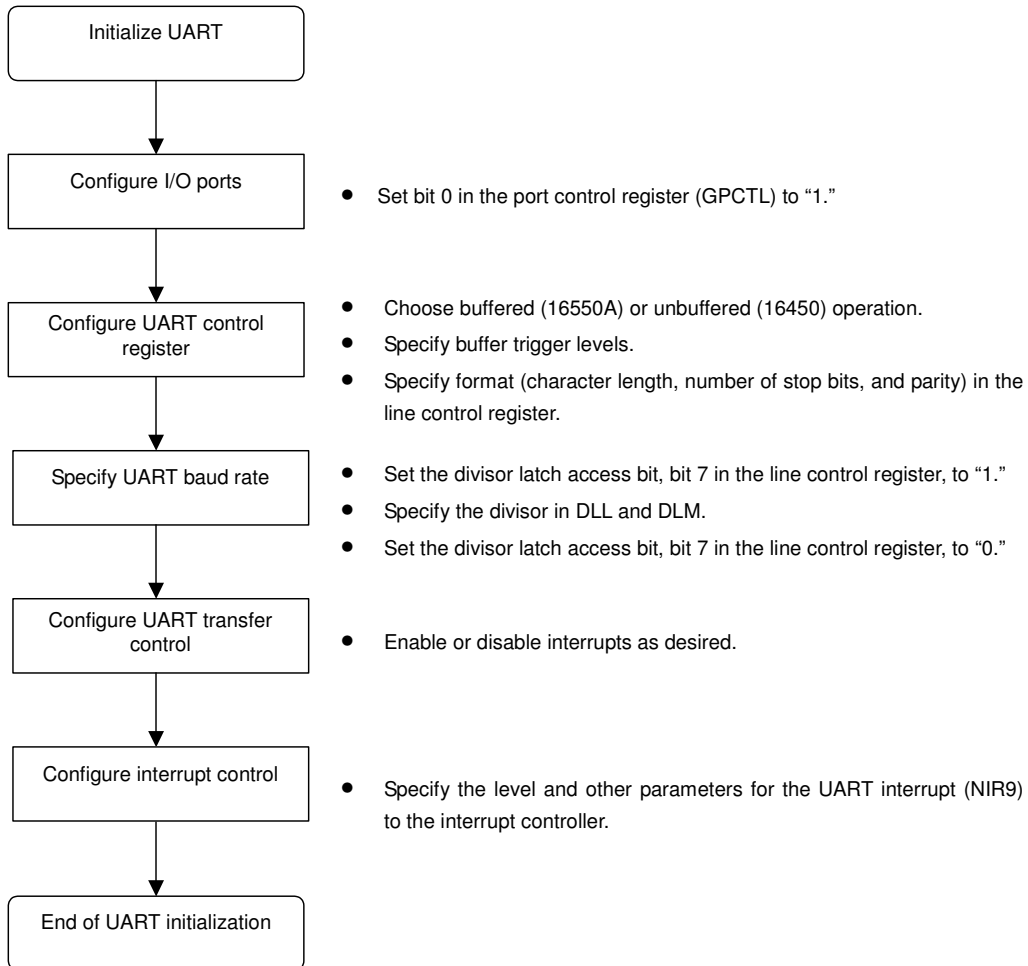 Initialize UART
Configure I/O ports
● Set bit 0 in the port control register (GPCTL) to “1.”
Configure UART control
register
● Choose buffered (16550A) or unbuffered (16450) operation.
● Specify buffer trigger levels.
● Specify format (character length, number of stop bits, and parity) in the
line control register.
Specify UART baud rate
● Set the divisor latch access bit, bit 7 in the line control register, to “1.”
● Specify the divisor in DLL and DLM.
● Set the divisor latch access bit, bit 7 in the line control register, to “0.”
Configure UART transfer
control
● Enable or disable interrupts as desired.
Configure interrupt control
● Specify the level and other parameters for the UART interrupt (NIR9)
to the interrupt controller.
End of UART initialization